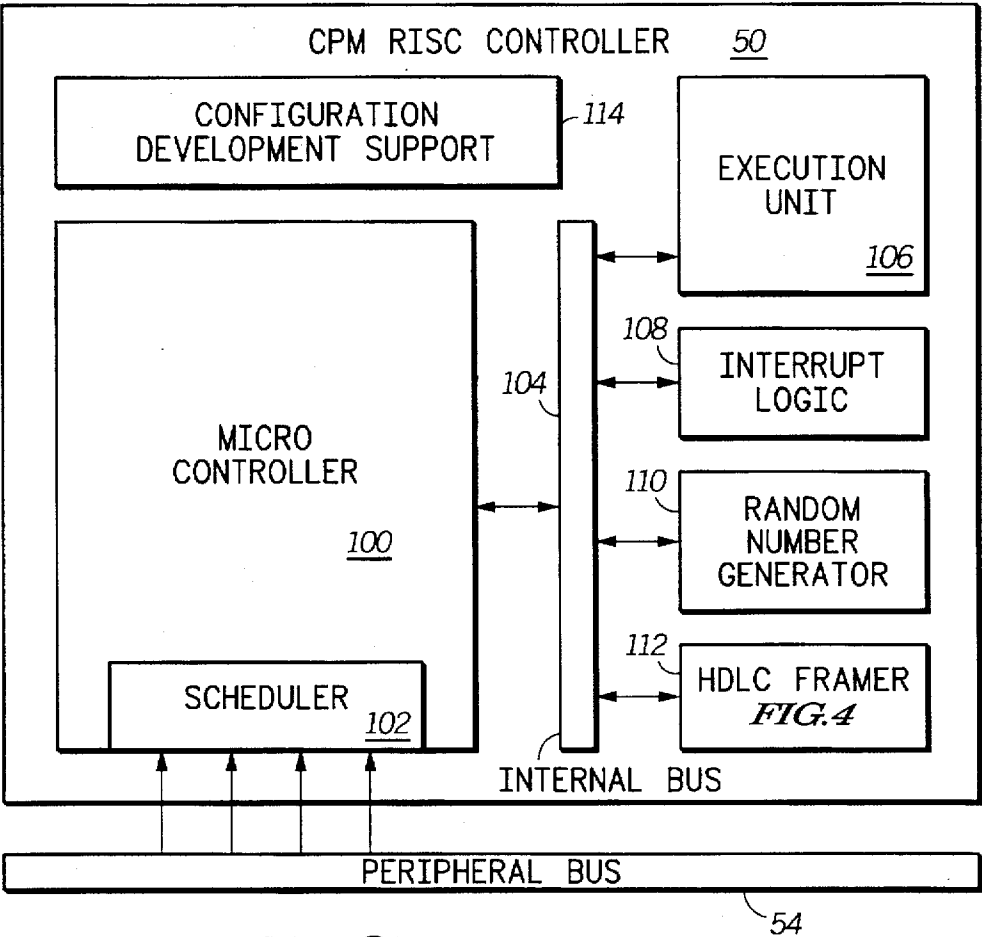 CPM RISC CONTROLLER 50
CONFIGURATION
DEVELOPMENT SUPPORT
114
EXECUTION
UNIT
106
MICRO
CONTROLLER
100
104
108
INTERRUPT
LOGIC
110
RANDOM
NUMBER
GENERATOR
SCHEDULER
102
112
HDLC FRAMER
FIG.4
INTERNAL BUS
PERIPHERAL BUS
54